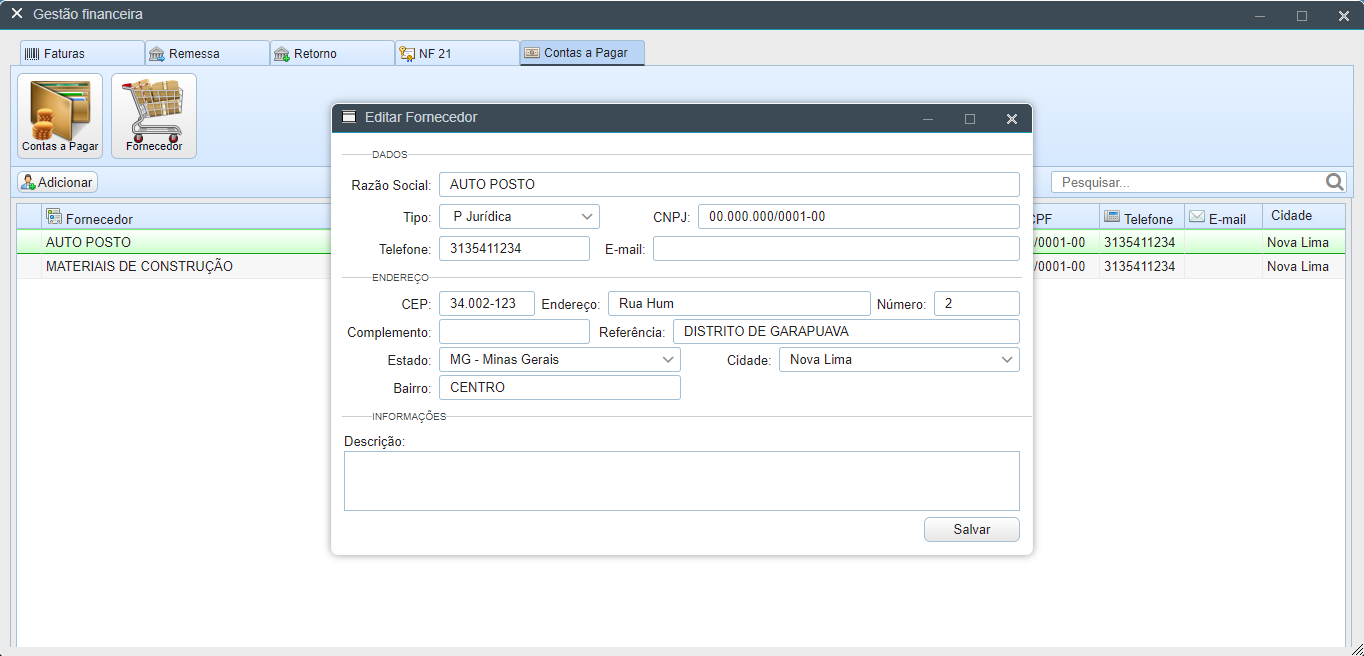 Gestão financeira
Faturas Remessa Retorno NF 21 Contas a Pagar
Contas a Pagar Fornecedor
Adicionar
Pesquisar...
Fornecedor PF Telefone E-mail Cidade
AUTO POSTO /0001-00 3135411234 Nova Lima
MATERIAIS DE CONSTRUÇÃO /0001-00 3135411234 Nova Lima
Editar Fornecedor
DADOS
Razão Social: AUTO POSTO
Tipo: P Jurídica CNPJ: 00.000.000/0001-00
Telefone: 3135411234 E-mail:
ENDEREÇO
CEP: 34.002-123 Endereço: Rua Hum Número: 2
Complemento: Referência: DISTRITO DE GARAPUAVA
Estado: MG - Minas Gerais Cidade: Nova Lima
Bairro: CENTRO
INFORMAÇÕES
Descrição:
Salvar